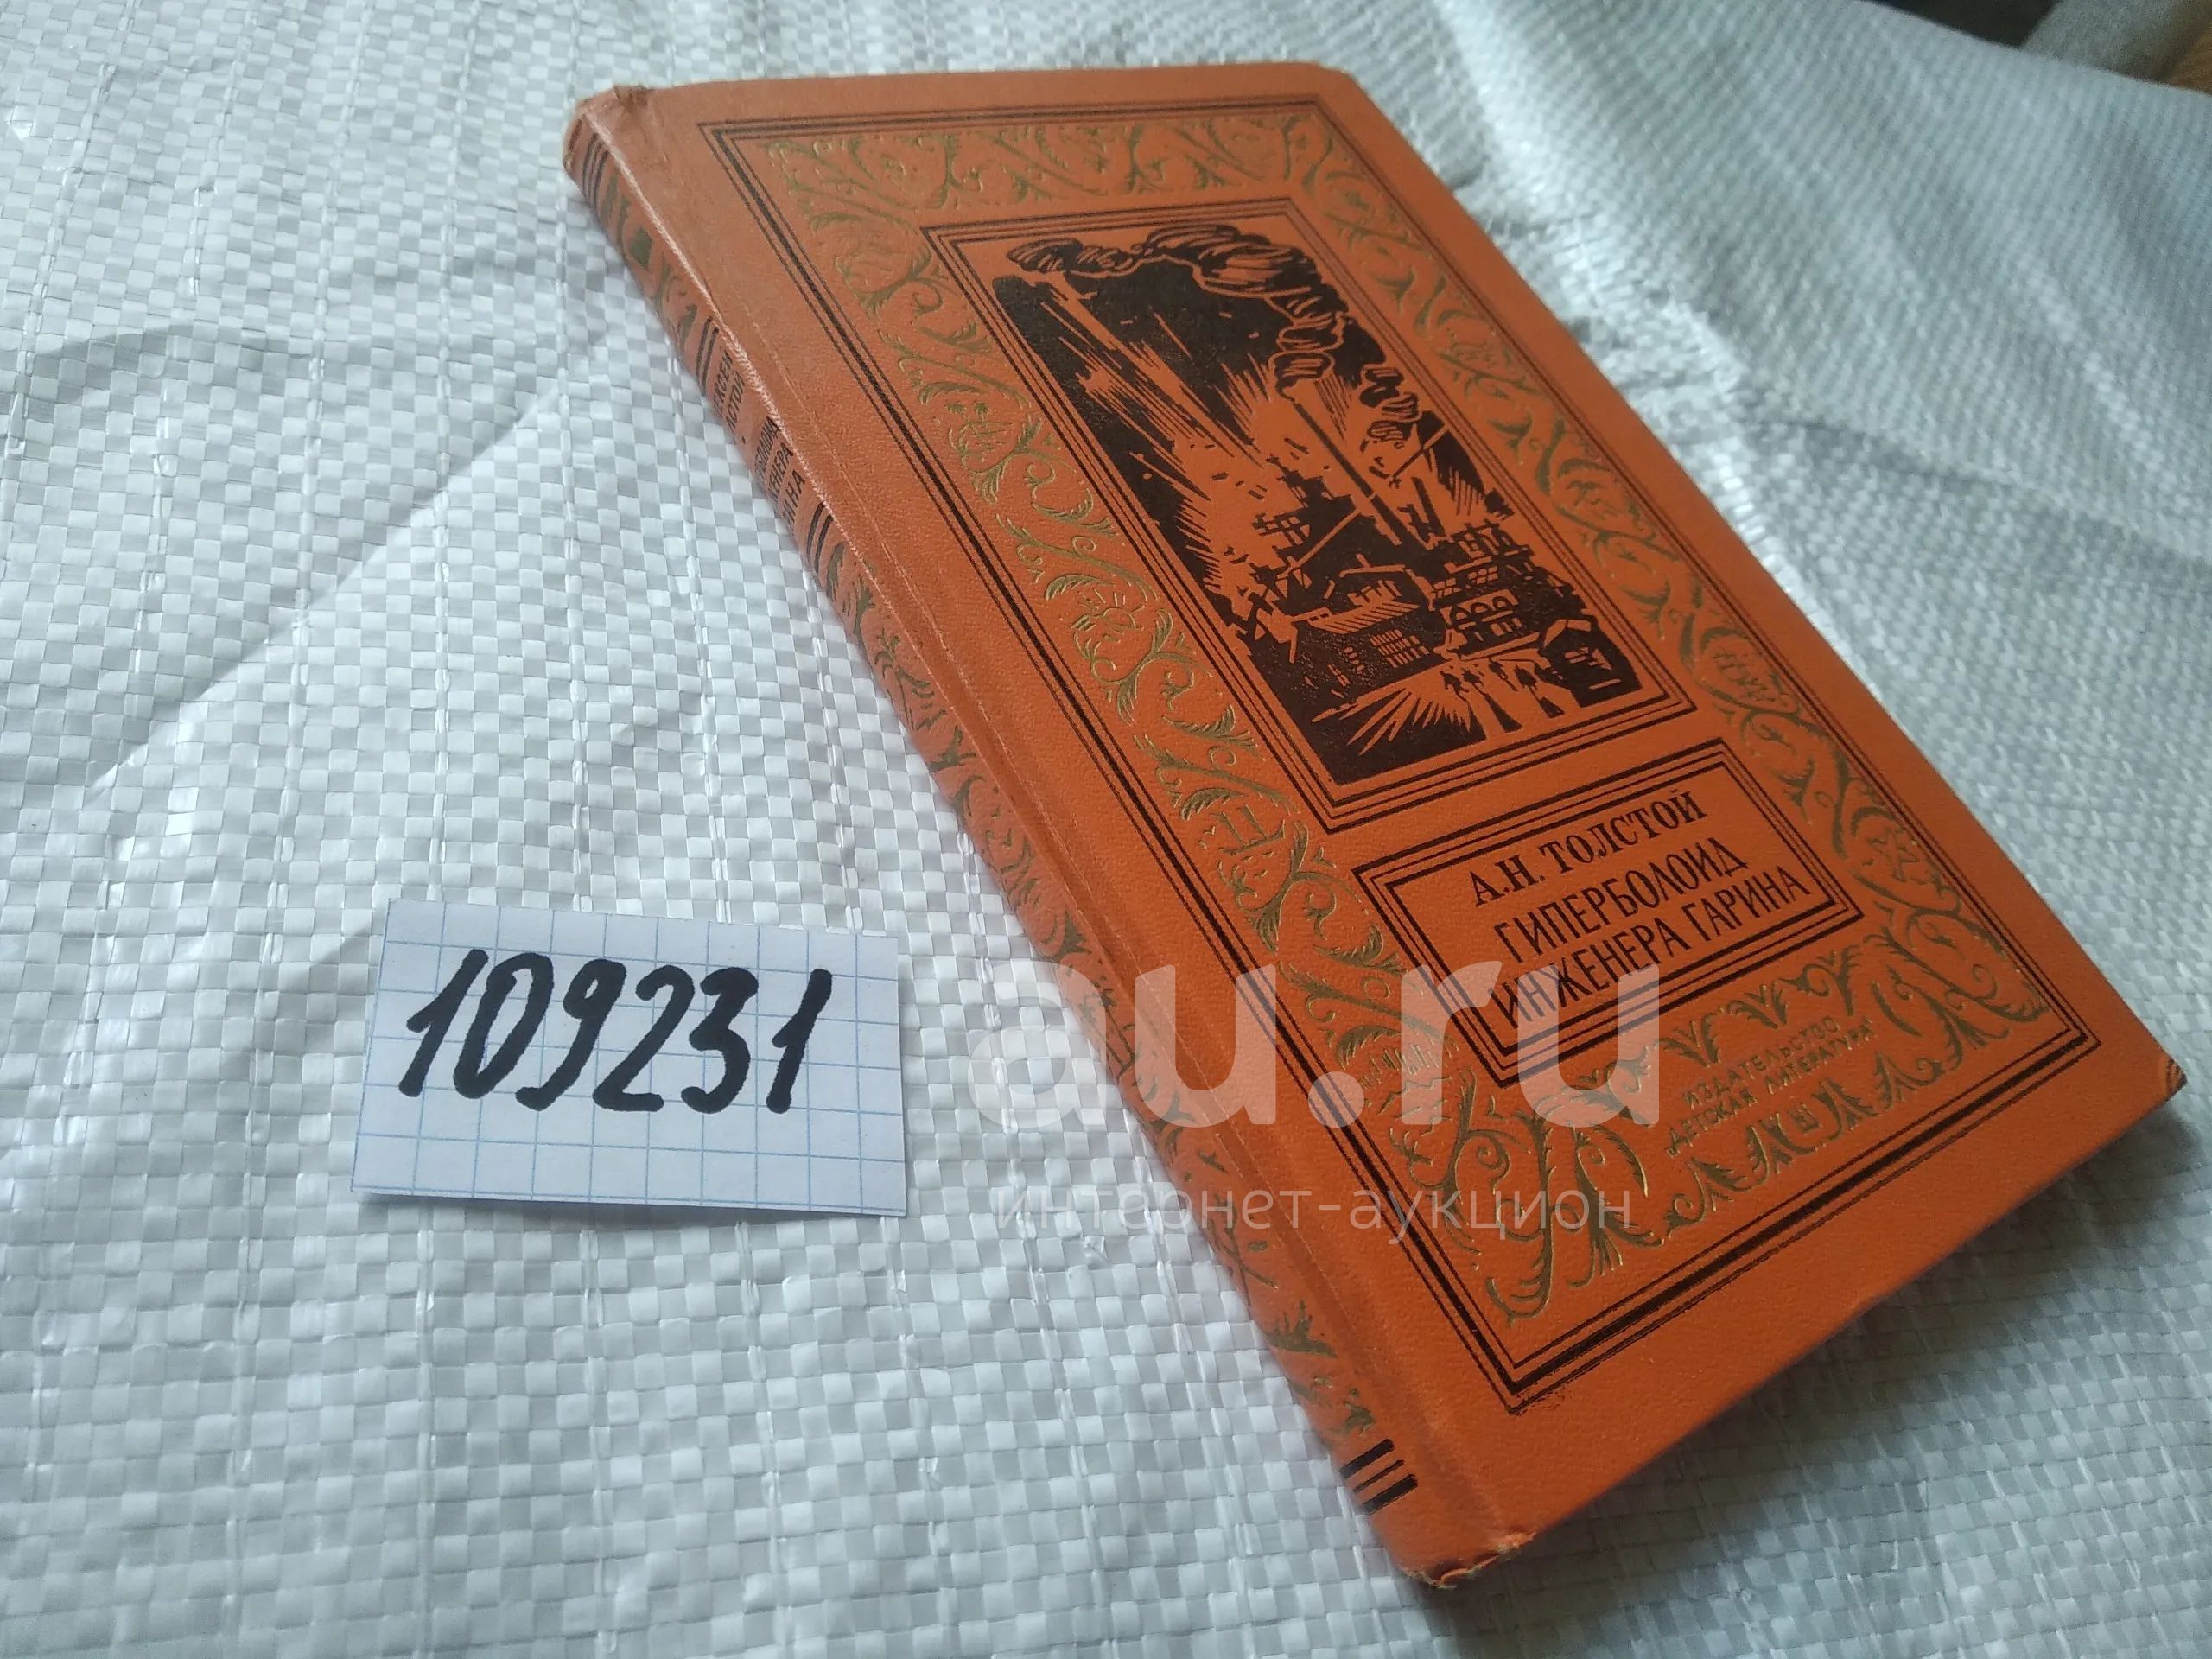 А.Н. ТОЛСТОЙ
ГИПЕРБОЛОИД
ИНЖЕНЕРА ГАРИНА
ИЗДАТЕЛЬСТВО
"ДЕТСКАЯ ЛИТЕРАТУРА"
109231
au.ru
интернет-аукцион